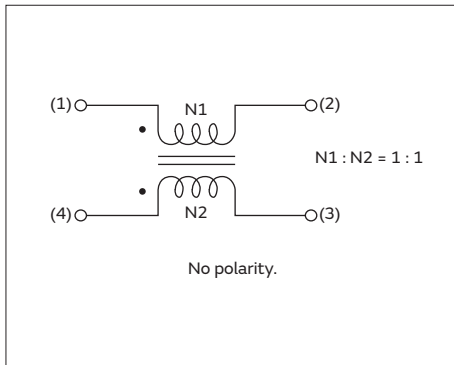 (1) N1 (2)
N1 : N2 = 1 : 1
(4) N2 (3)
No polarity.